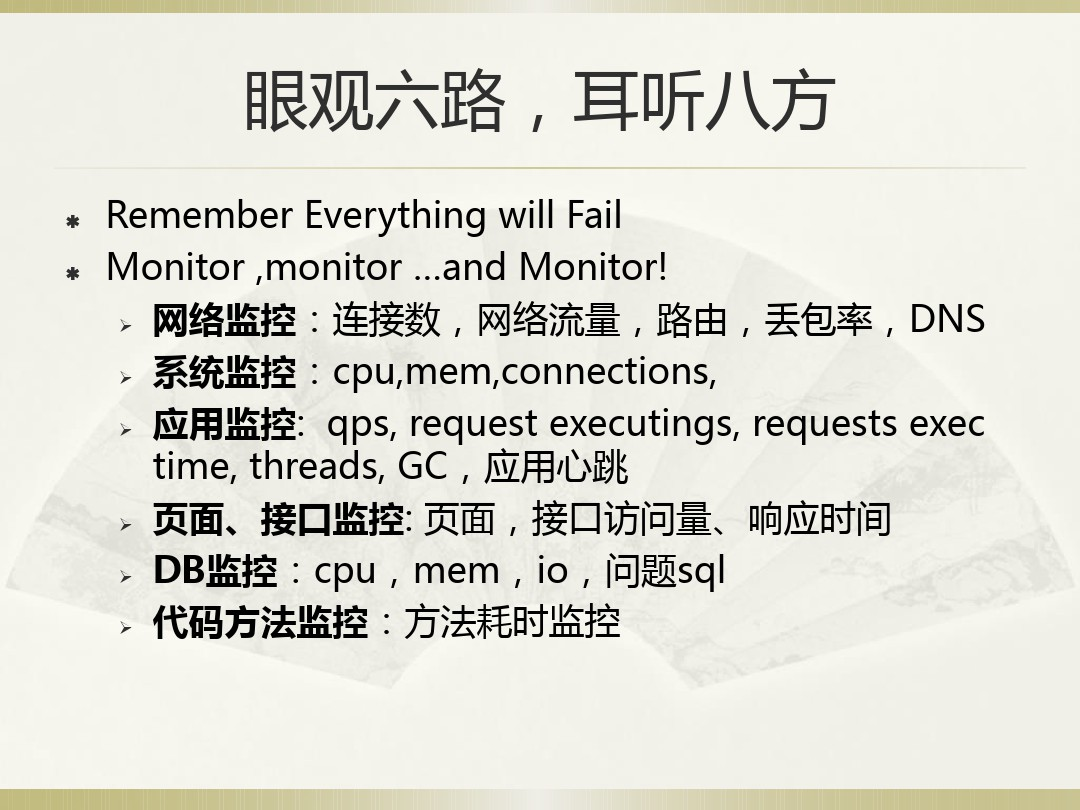 眼观六路，耳听八方
Remember Everything will Fail
Monitor ,monitor …and Monitor!
网络监控：连接数，网络流量，路由，丢包率，DNS
系统监控：cpu,mem,connections,
应用监控: qps, request executings, requests exec
time, threads, GC，应用心跳
页面、接口监控: 页面，接口访问量、响应时间
DB监控：cpu，mem，io，问题sql
代码方法监控：方法耗时监控